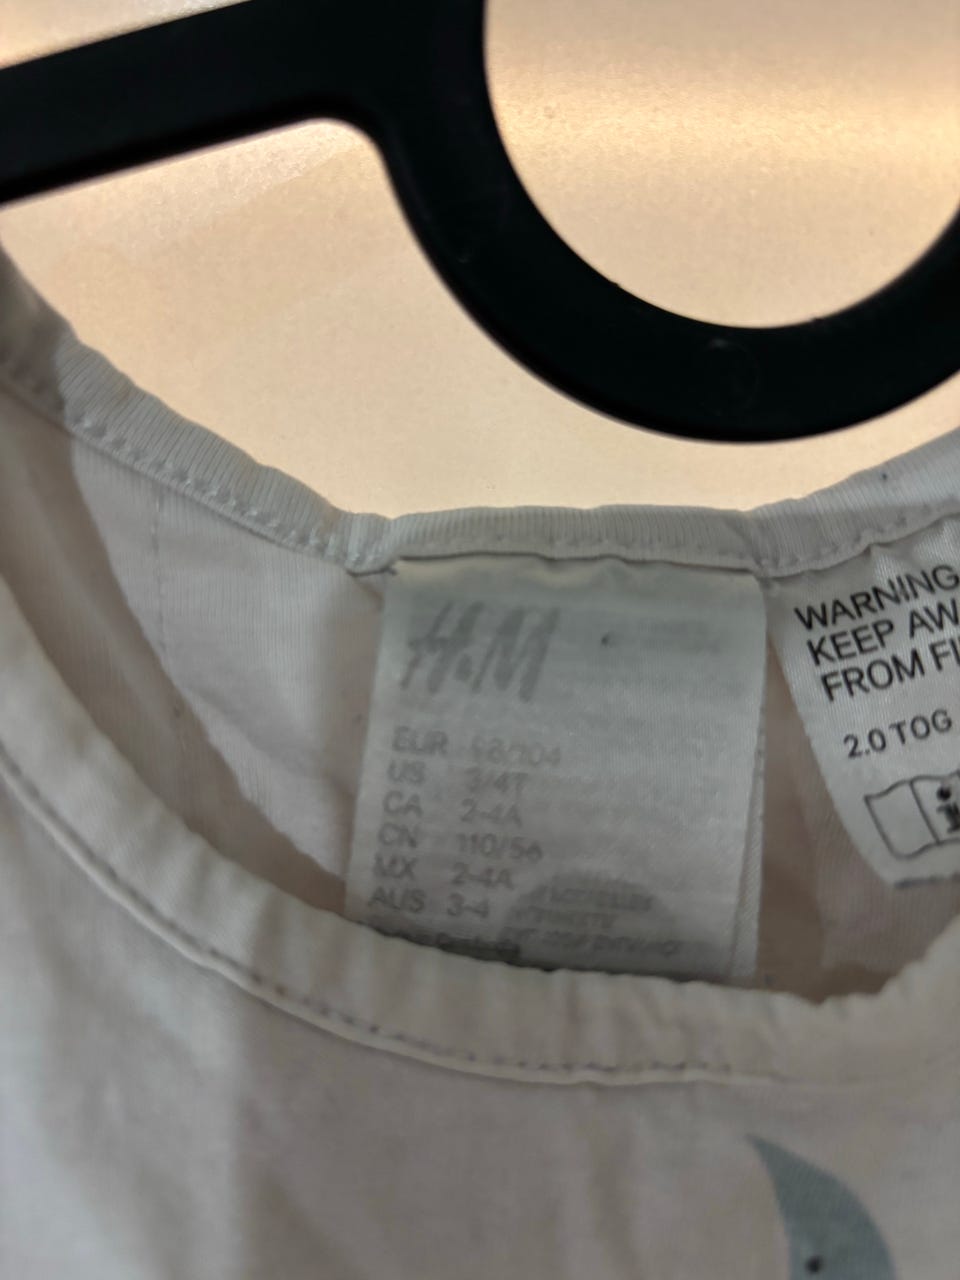 H&M
EUR 98/104
US 3/4T
CA 2-4A
CN 110/56
MX 2-4A
AUS 3-4
WARNING
KEEP AW
FROM FI
2.0 TOG